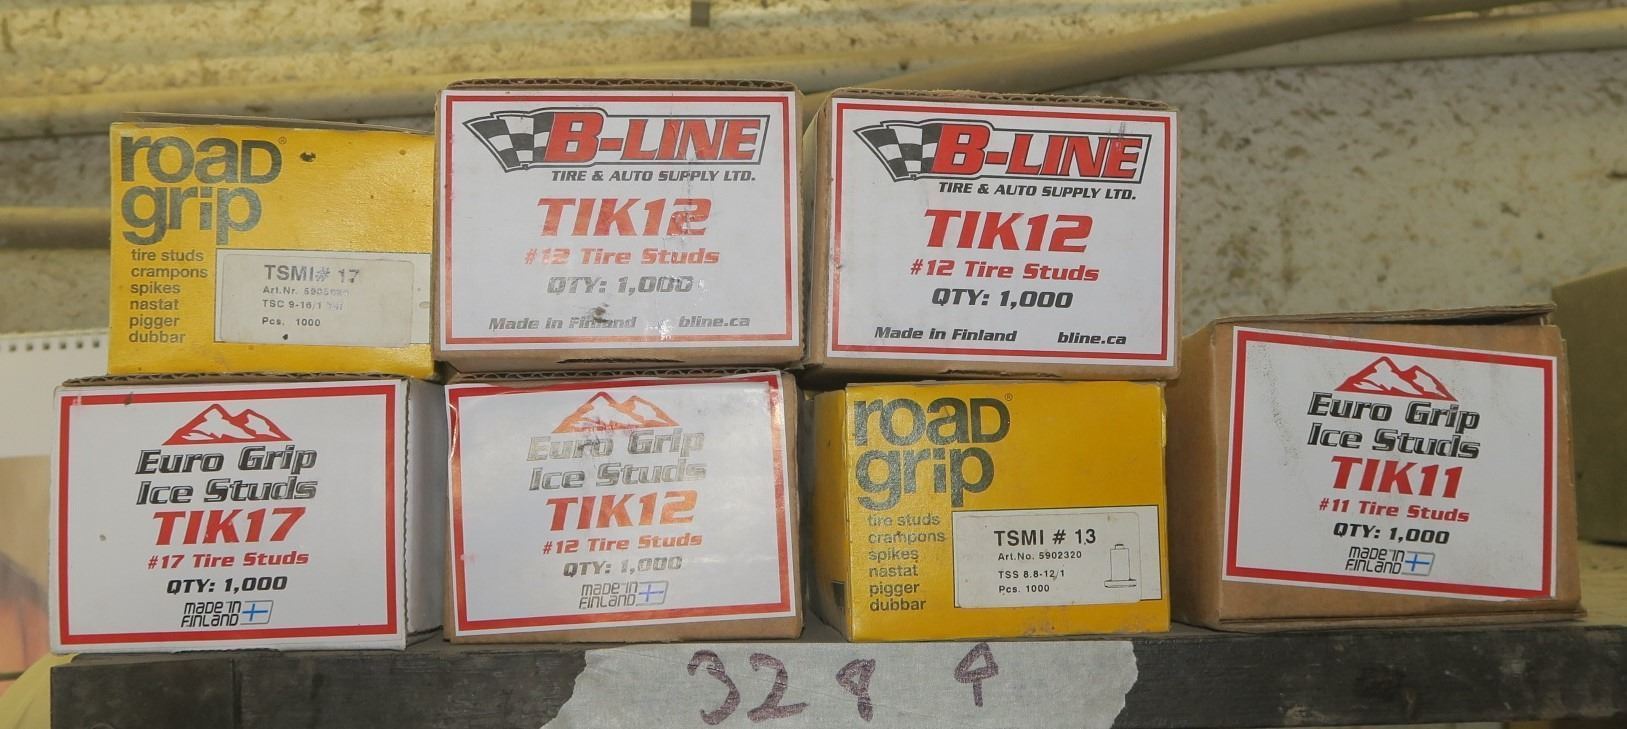 road
grip
tire studs
crampons
spikes
nastat
pigger
dubbar
TSMI# 17
Art.Nr.
TSC 9-16/1
Pcs. 1000
B-LINE
TIRE & AUTO SUPPLY LTD.
TIK12
#12 Tire Studs
QTY: 1,000
Made in Finland bline.ca
B-LINE
TIRE & AUTO SUPPLY LTD.
TIK12
#12 Tire Studs
QTY: 1,000
Made in Finland bline.ca
Euro Grip
Ice Studs
TIK17
#17 Tire Studs
QTY: 1,000
MADE IN
FINLAND
Euro Grip
Ice Studs
TIK12
#12 Tire Studs
QTY: 1,000
MADE IN
FINLAND
road
grip
tire studs
crampons
spikes
nastat
pigger
dubbar
TSMI # 13
Art.No. 5902320
TSS 8.8-12/1
Pcs. 1000
Euro Grip
Ice Studs
TIK11
#11 Tire Studs
QTY: 1,000
MADE IN
FINLAND
328